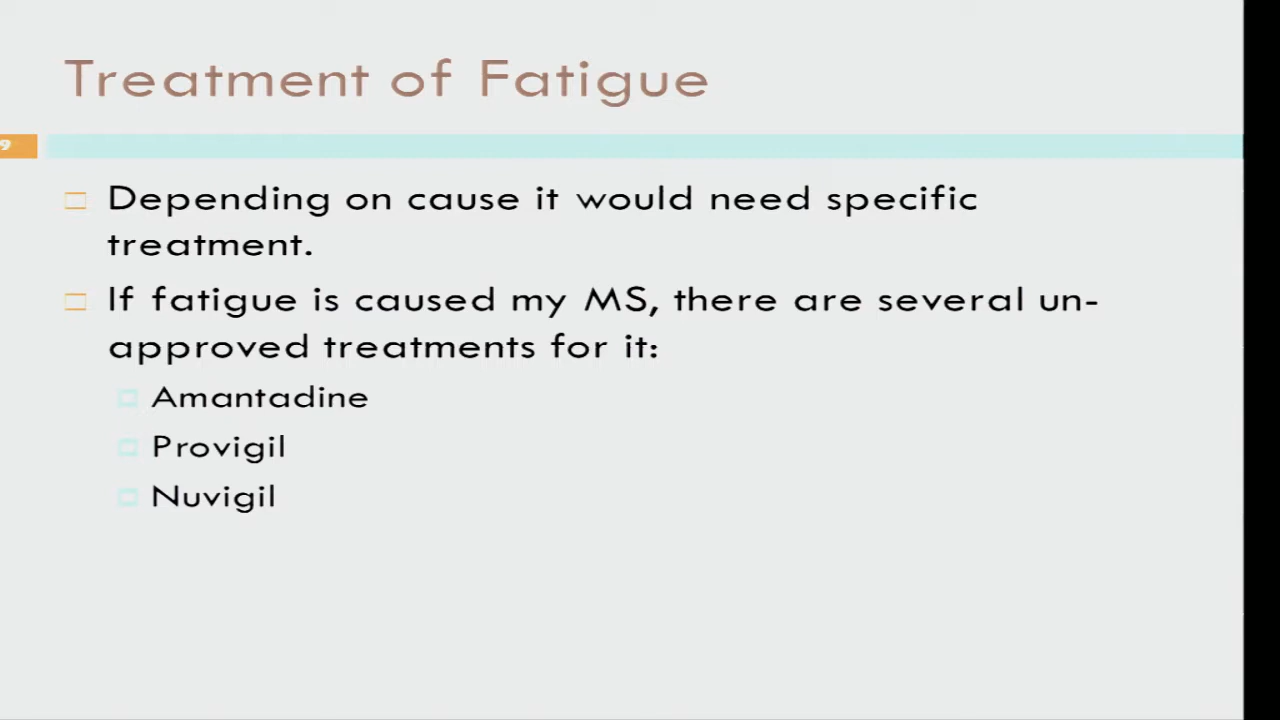 Treatment of Fatigue
9
Depending on cause it would need specific
treatment.
If fatigue is caused my MS, there are several un-
approved treatments for it:
Amantadine
Provigil
Nuvigil